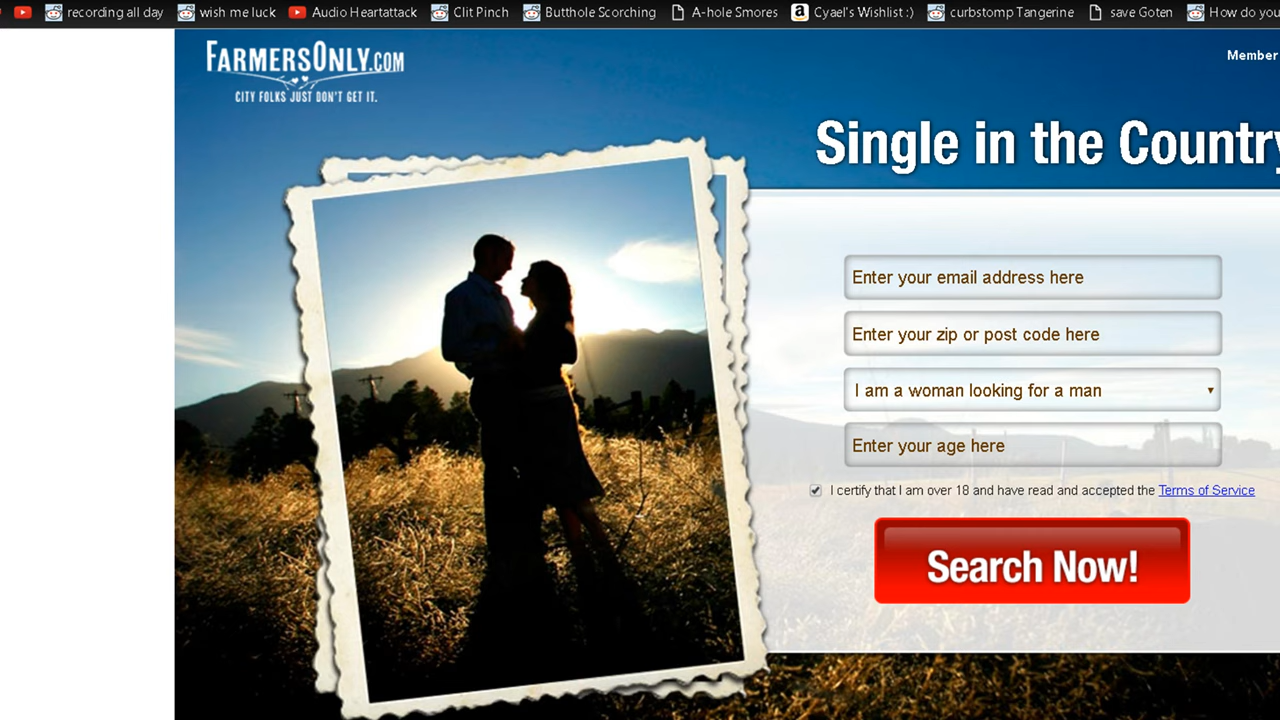 recording all day wish me luck Audio Heartattack Clit Pinch Butthole Scorching A-hole Smores Cyael's Wishlist :) curbstomp Tangerine save Goten How do you
FARMERSONLY.COM
CITY FOLKS JUST DON'T GET IT.
Member
Single in the Country
Enter your email address here
Enter your zip or post code here
I am a woman looking for a man
Enter your age here
I certify that I am over 18 and have read and accepted the Terms of Service
Search Now!